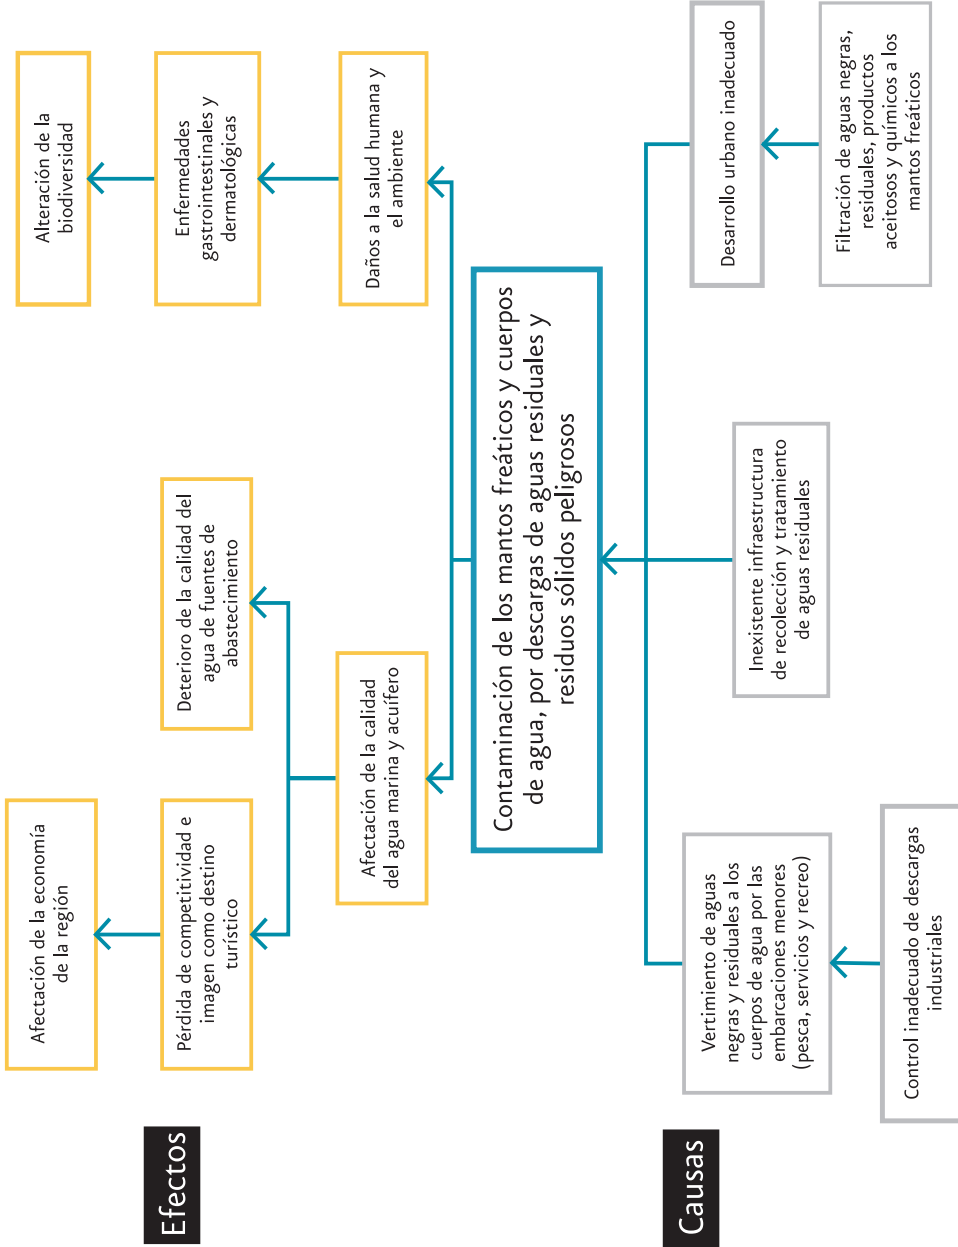 Efectos
Afectación de la economía
de la región
Alteración de la
biodiversidad
Pérdida de competitividad e
imagen como destino
turístico
Deterioro de la calidad del
agua de fuentes de
abastecimiento
Enfermedades
gastrointestinales y
dermatológicas
Afectación de la calidad
del agua marina y acuífero
Daños a la salud humana y
el ambiente
Contaminación de los mantos freáticos y cuerpos
de agua, por descargas de aguas residuales y
residuos sólidos peligrosos
Causas
Vertimiento de aguas
negras y residuales a los
cuerpos de agua por las
embarcaciones menores
(pesca, servicios y recreo)
Inexistente infraestructura
de recolección y tratamiento
de aguas residuales
Desarrollo urbano inadecuado
Control inadecuado de descargas
industriales
Filtración de aguas negras,
residuales, productos
aceitosos y químicos a los
mantos freáticos